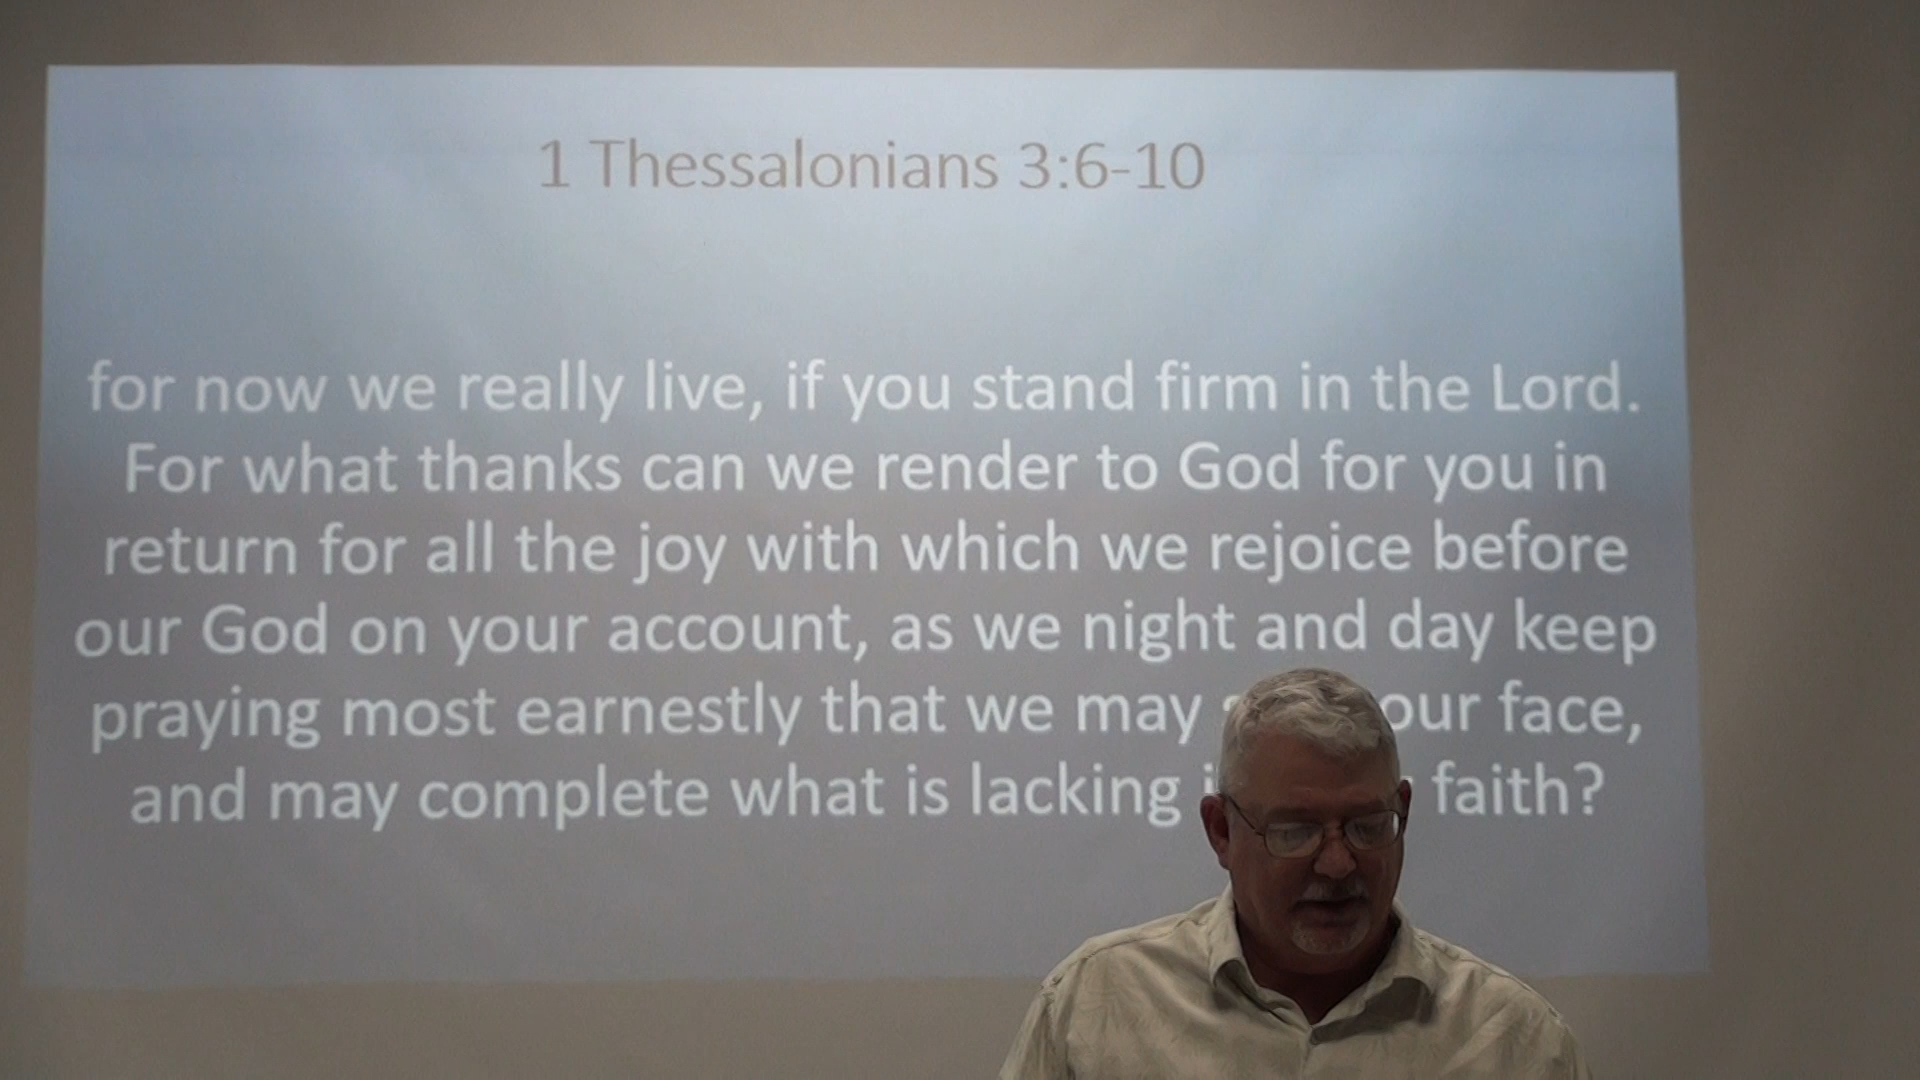 1 Thessalonians 3:6-10
for now we really live, if you stand firm in the Lord.
For what thanks can we render to God for you in
return for all the joy with which we rejoice before
our God on your account, as we night and day keep
praying most earnestly that we may our face,
and may complete what is lacking faith?